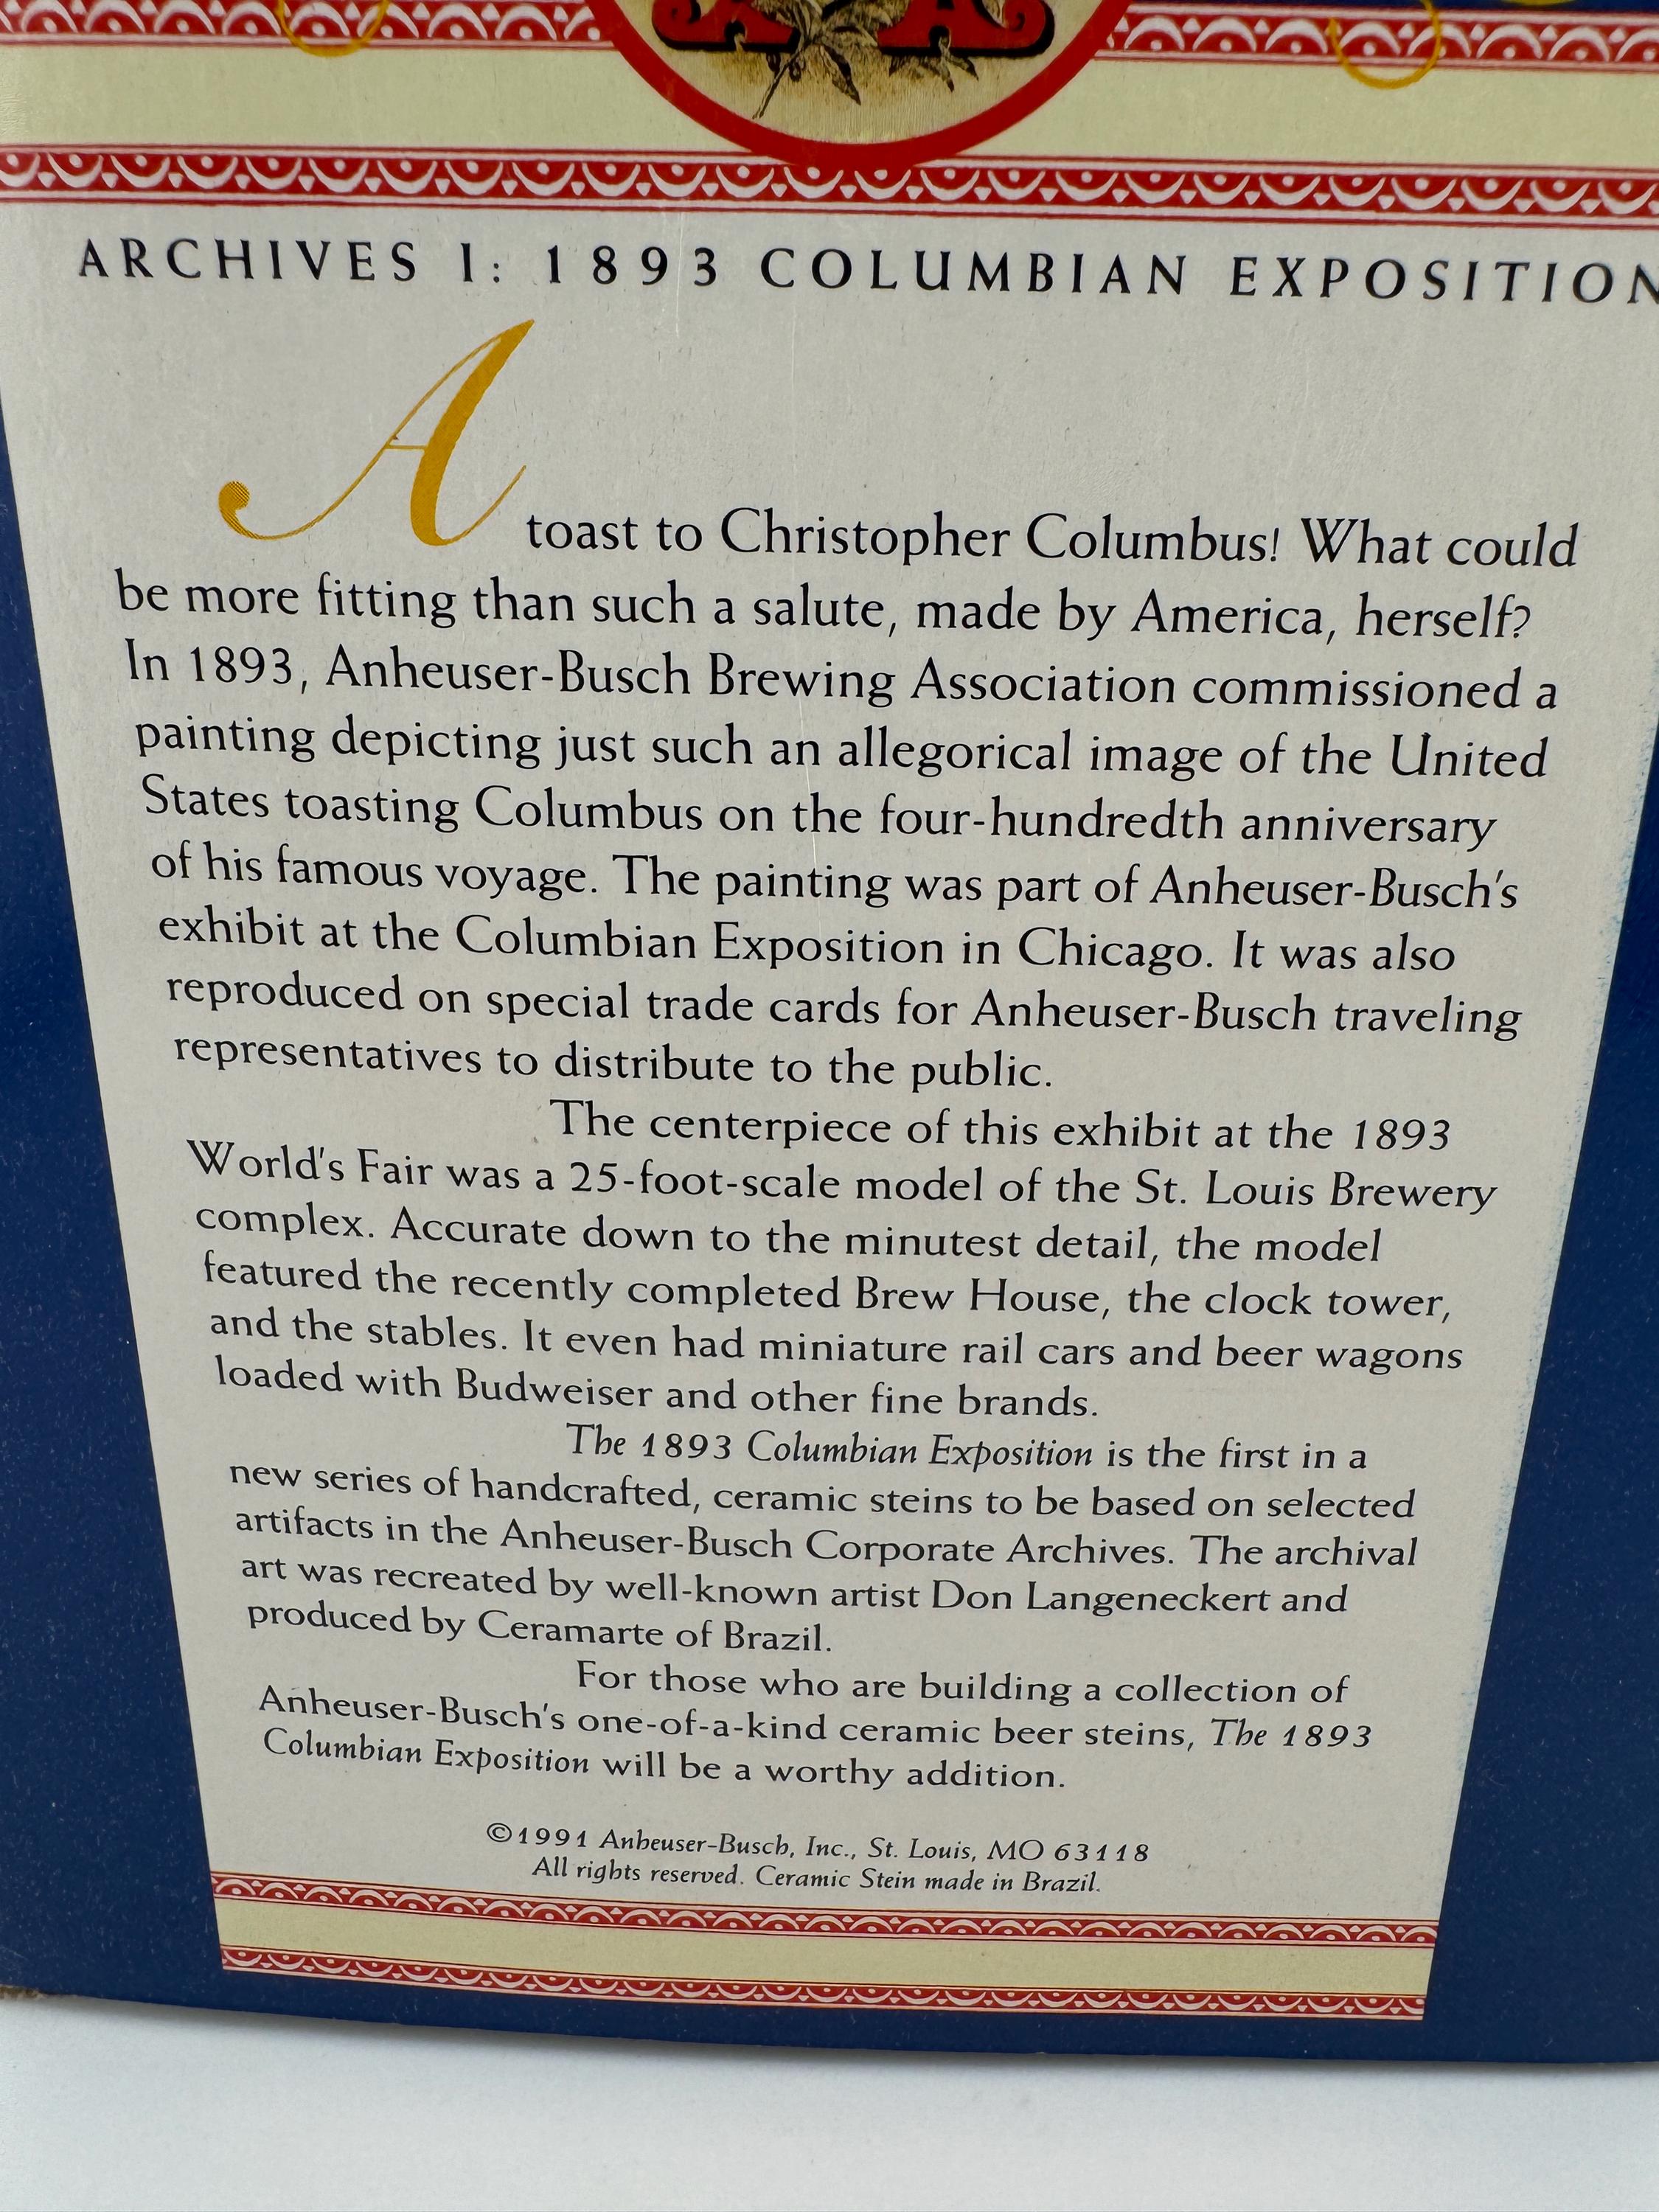 ARCHIVES I: 1893 COLUMBIAN EXPOSITION
A toast to Christopher Columbus! What could
be more fitting than such a salute, made by America, herself?
In 1893, Anheuser-Busch Brewing Association commissioned a
painting depicting just such an allegorical image of the United
States toasting Columbus on the four-hundredth anniversary
of his famous voyage. The painting was part of Anheuser-Busch's
exhibit at the Columbian Exposition in Chicago. It was also
reproduced on special trade cards for Anheuser-Busch traveling
representatives to distribute to the public.
The centerpiece of this exhibit at the 1893
World's Fair was a 25-foot-scale model of the St. Louis Brewery
complex. Accurate down to the minutest detail, the model
featured the recently completed Brew House, the clock tower,
and the stables. It even had miniature rail cars and beer wagons
loaded with Budweiser and other fine brands.
The 1893 Columbian Exposition is the first in a
new series of handcrafted, ceramic steins to be based on selected
artifacts in the Anheuser-Busch Corporate Archives. The archival
art was recreated by well-known artist Don Langeneckert and
produced by Ceramarte of Brazil.
For those who are building a collection of
Anheuser-Busch's one-of-a-kind ceramic beer steins, The 1893
Columbian Exposition will be a worthy addition.
©1991 Anheuser-Busch, Inc., St. Louis, MO 63118
All rights reserved. Ceramic Stein made in Brazil.